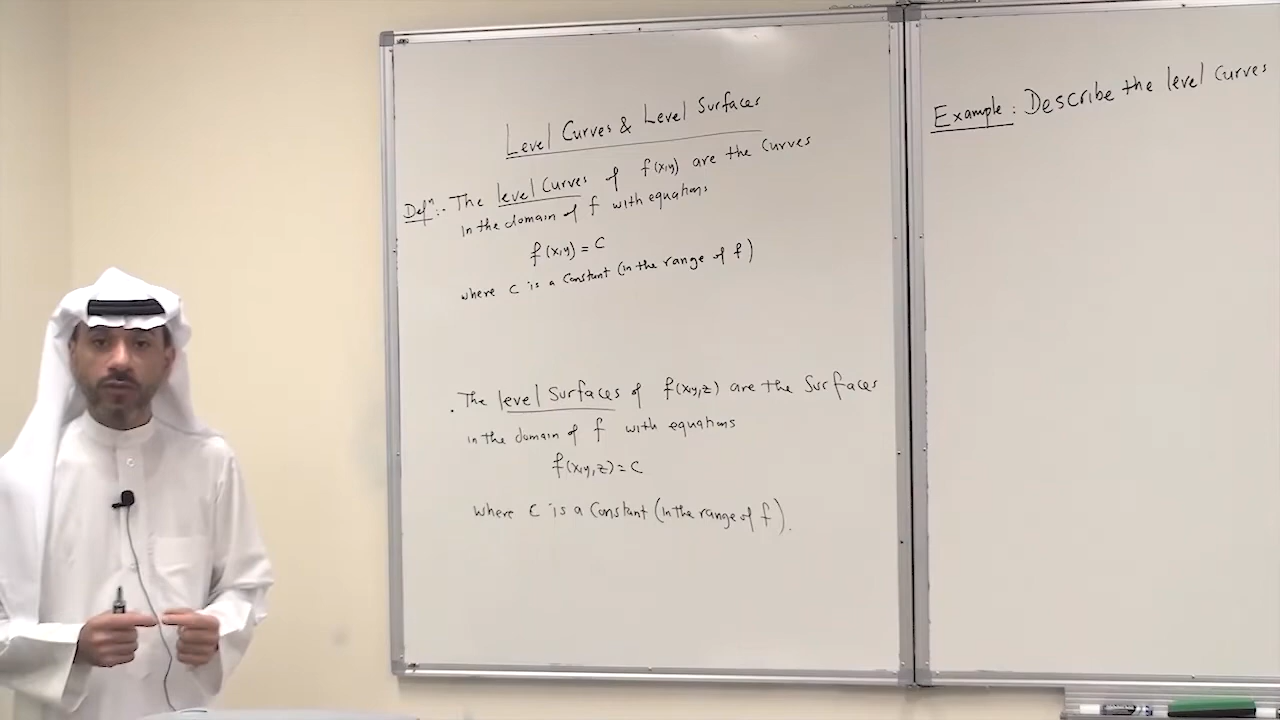 Level Curves & Level Surfaces
Defⁿ:. The level Curves of f(x,y) are the Curves
in the domain of f with equations
f(x,y) = C
where C is a Constant (in the range of f)
. The level Surfaces of f(x,y,z) are the Surfaces
in the domain of f with equations
f(x,y,z) = C
where C is a Constant (in the range of f).
Example: Describe the level Curves